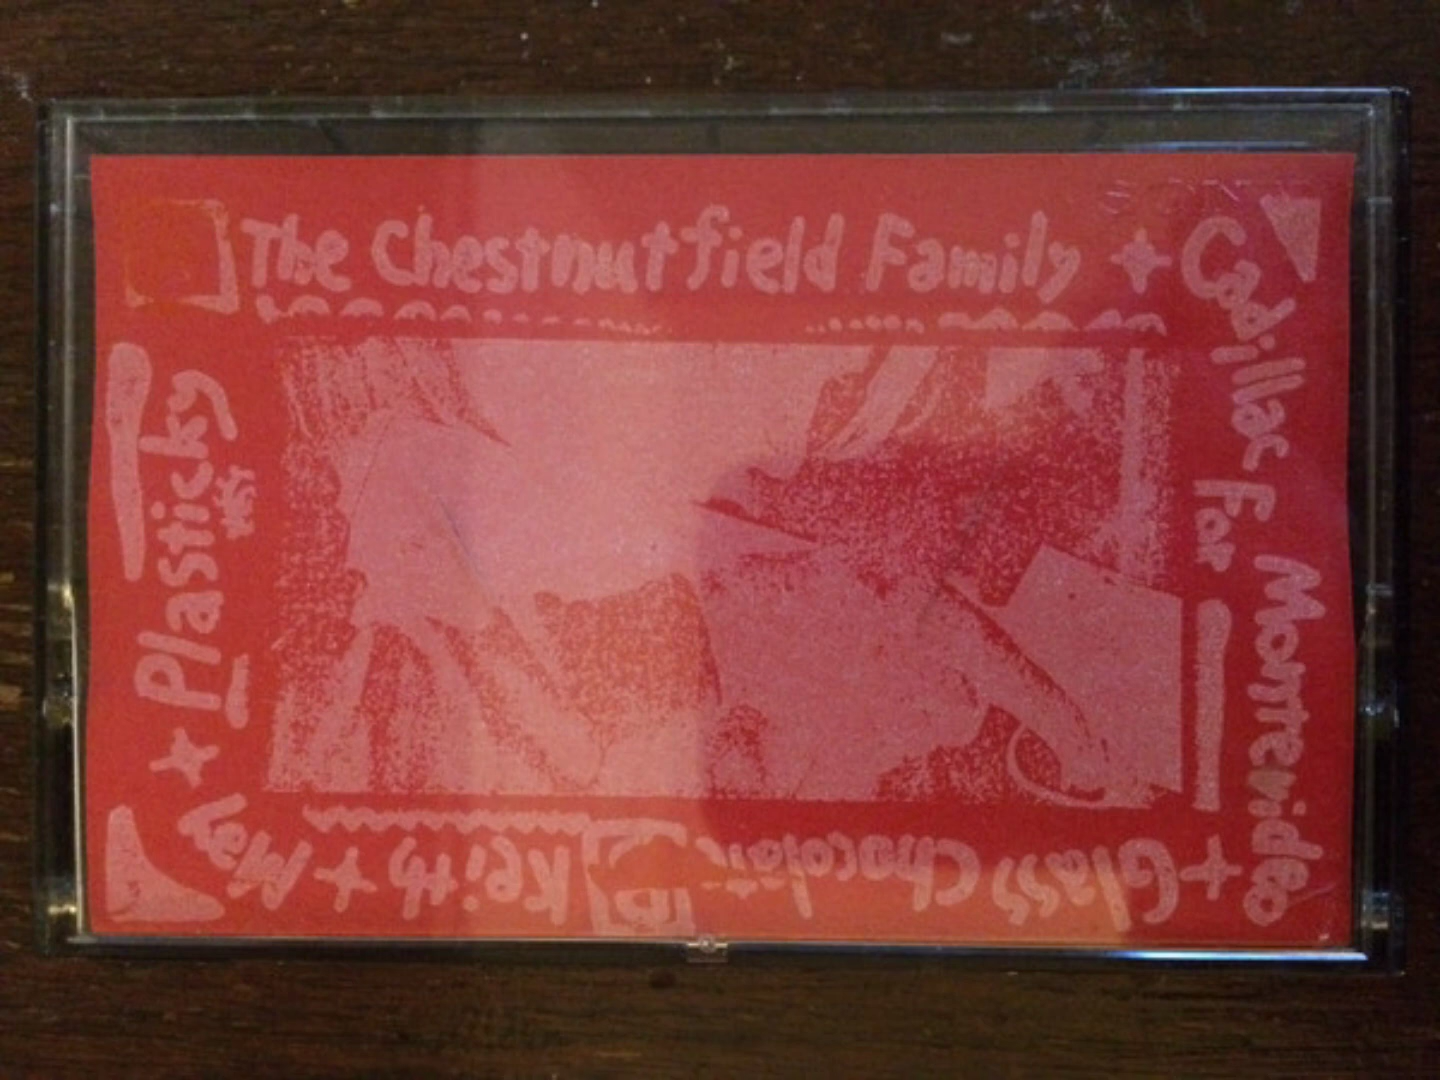 The Chestnutfield Family +
Cadillac For Montevideo
+ Glass Chocolate
Keith +
May + Plasticky